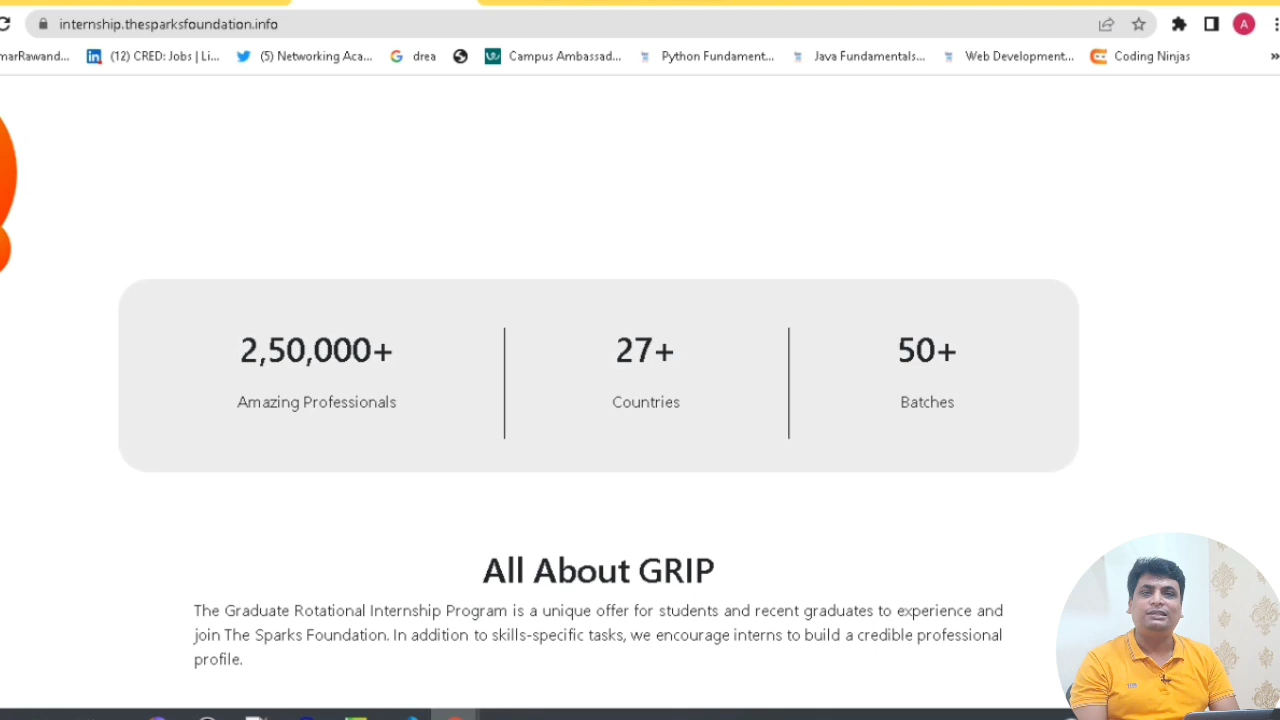 internship.thesparksfoundation.info
A
marRawand... (12) CRED: Jobs | Li... (5) Networking Aca... drea Campus Ambassad... Python Fundament... Java Fundamentals... Web Development... Coding Ninjas »
2,50,000+ 27+ 50+
Amazing Professionals Countries Batches
All About GRIP
The Graduate Rotational Internship Program is a unique offer for students and recent graduates to experience and
join The Sparks Foundation. In addition to skills-specific tasks, we encourage interns to build a credible professional
profile.